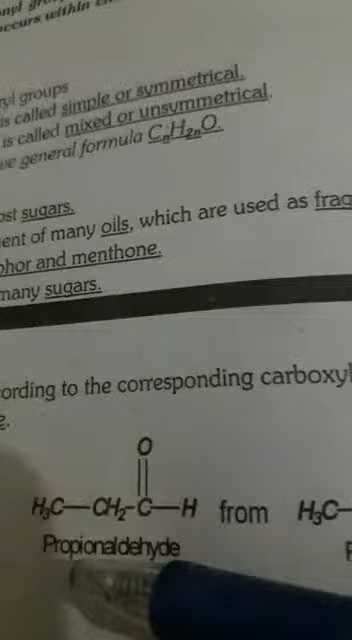 occurs within
yl groups
is called simple or symmetrical.
is called mixed or unsymmetrical.
general formula CₙH₂ₙO.
ost sugars.
ent of many oils, which are used as frag
phor and menthone.
many sugars.
ording to the corresponding carboxyl
e.
O
H₃C—CH₂-C—H from H₃C—
Propionaldehyde